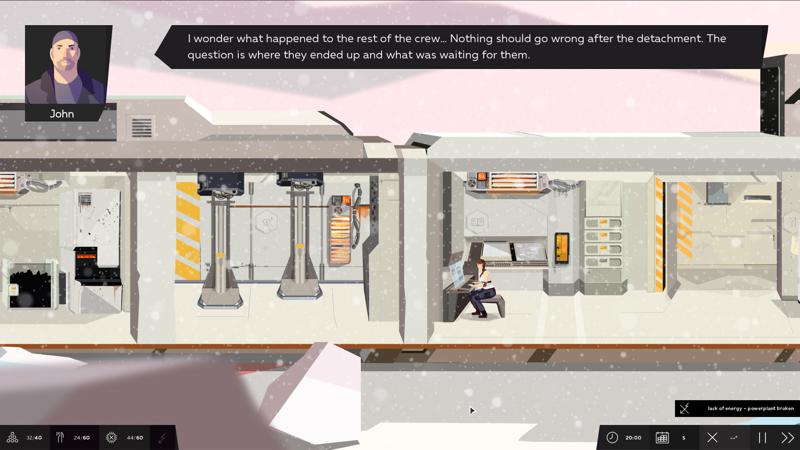 I wonder what happened to the rest of the crew... Nothing should go wrong after the detachment. The
question is where they ended up and what was waiting for them.
John
lack of energy - powerplant broken
32/40
24/60
44/60
20:00
5